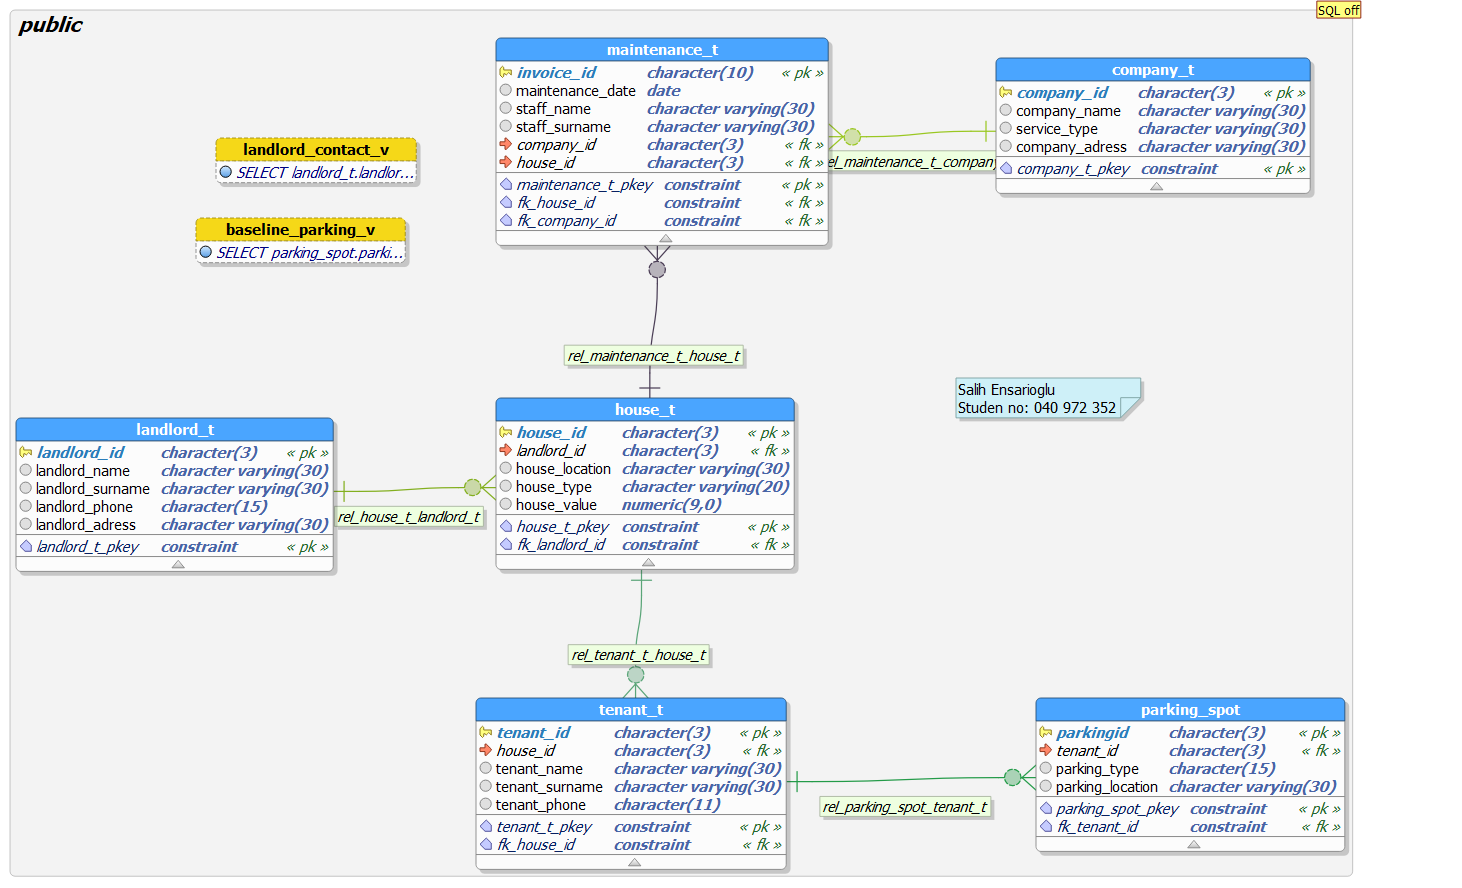 SQL off
public
maintenance_t
invoice_id character(10) « pk »
maintenance_date date
staff_name character varying(30)
staff_surname character varying(30)
company_id character(3) « fk »
house_id character(3) « fk »
maintenance_t_pkey constraint « pk »
fk_house_id constraint « fk »
fk_company_id constraint « fk »
company_t
company_id character(3) « pk »
company_name character varying(30)
service_type character varying(30)
company_adress character varying(30)
company_t_pkey constraint « pk »
rel_maintenance_t_company
landlord_contact_v
SELECT landlord_t.landlor...
baseline_parking_v
SELECT parking_spot.parki...
rel_maintenance_t_house_t
Salih Ensarioglu
Studen no: 040 972 352
landlord_t
landlord_id character(3) « pk »
landlord_name character varying(30)
landlord_surname character varying(30)
landlord_phone character(15)
landlord_adress character varying(30)
landlord_t_pkey constraint « pk »
rel_house_t_landlord_t
house_t
house_id character(3) « pk »
landlord_id character(3) « fk »
house_location character varying(30)
house_type character varying(20)
house_value numeric(9,0)
house_t_pkey constraint « pk »
fk_landlord_id constraint « fk »
rel_tenant_t_house_t
tenant_t
tenant_id character(3) « pk »
house_id character(3) « fk »
tenant_name character varying(30)
tenant_surname character varying(30)
tenant_phone character(11)
tenant_t_pkey constraint « pk »
fk_house_id constraint « fk »
rel_parking_spot_tenant_t
parking_spot
parkingid character(3) « pk »
tenant_id character(3) « fk »
parking_type character(15)
parking_location character varying(30)
parking_spot_pkey constraint « pk »
fk_tenant_id constraint « fk »